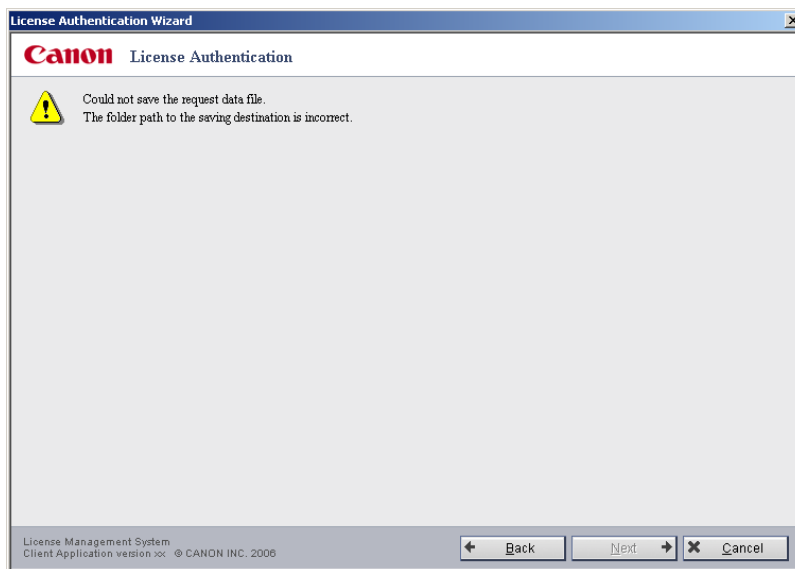 License Authentication Wizard
Canon License Authentication
Could not save the request data file.
The folder path to the saving destination is incorrect.
License Management System
Client Application version xx © CANON INC. 2006
Back Next Cancel